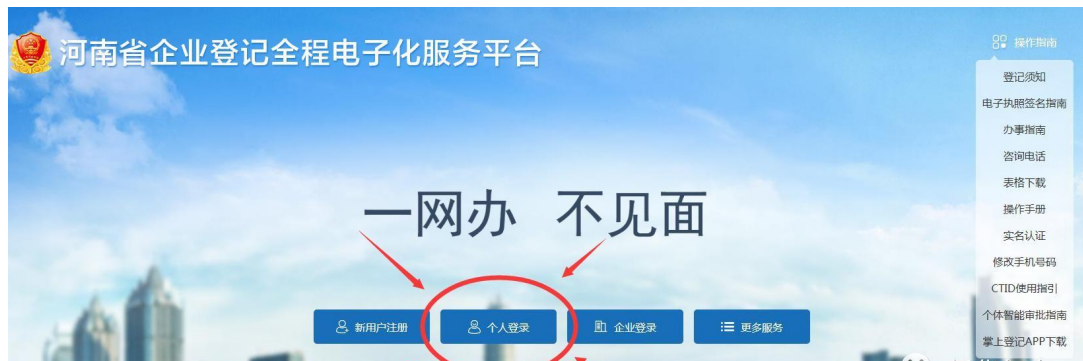 河南省企业登记全程电子化服务平台
操作指南
登记须知
电子执照签名指南
办事指南
咨询电话
表格下载
操作手册
实名认证
修改手机号码
CTID使用指引
个体智能审批指南
掌上登记APP下载
一网办 不见面
新用户注册 个人登录 企业登录 更多服务